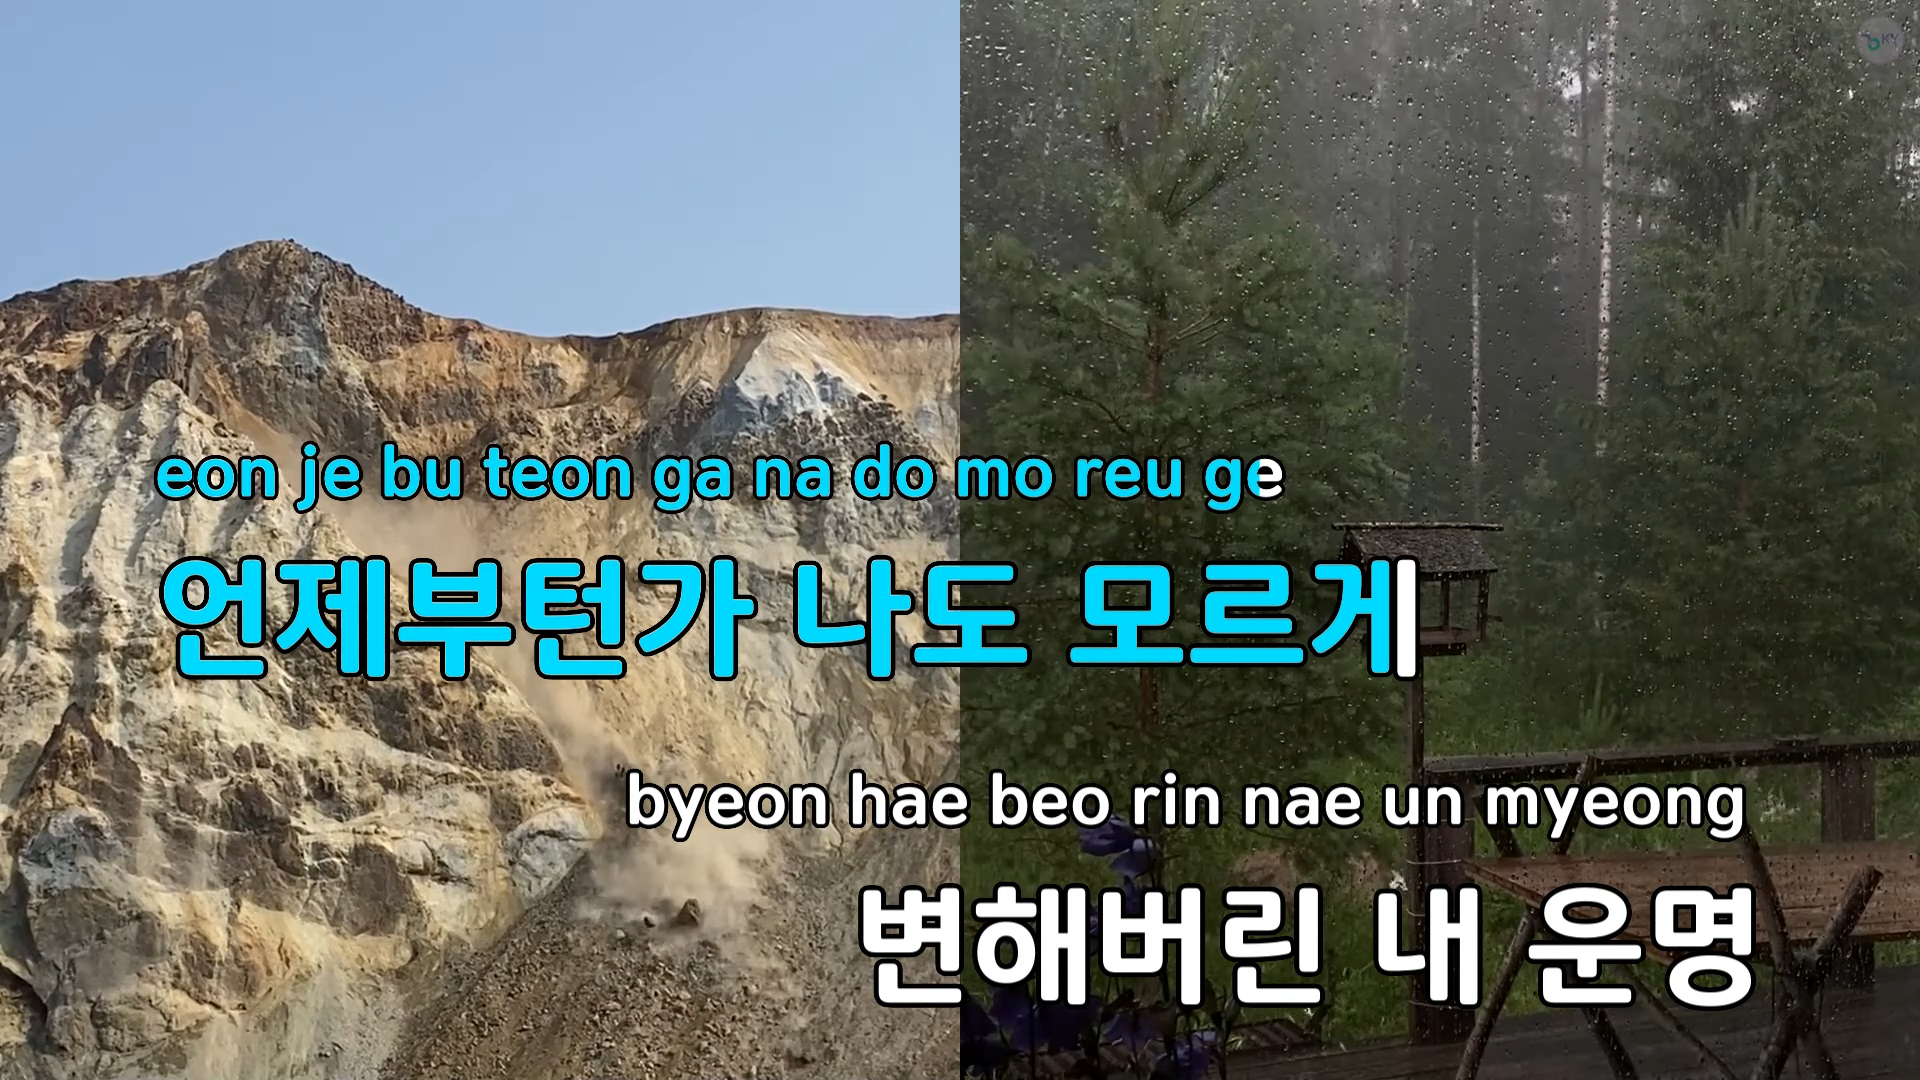 KY
eon je bu teon ga na do mo reu ge
언제부턴가 나도 모르게
byeon hae beo rin nae un myeong
변해버린 내 운명